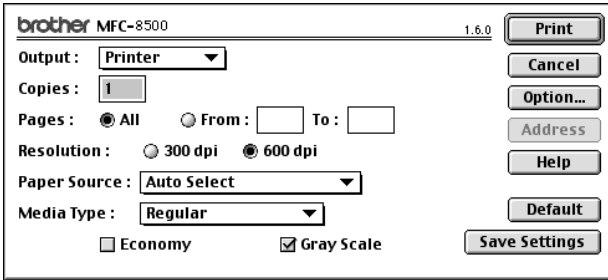 brother MFC-8500 1.6.0 Print
Output : Printer
Cancel
Copies : 1
Option...
Pages : All From : To :
Address
Resolution : 300 dpi 600 dpi
Help
Paper Source : Auto Select
Media Type : Regular
Default
Economy Gray Scale
Save Settings